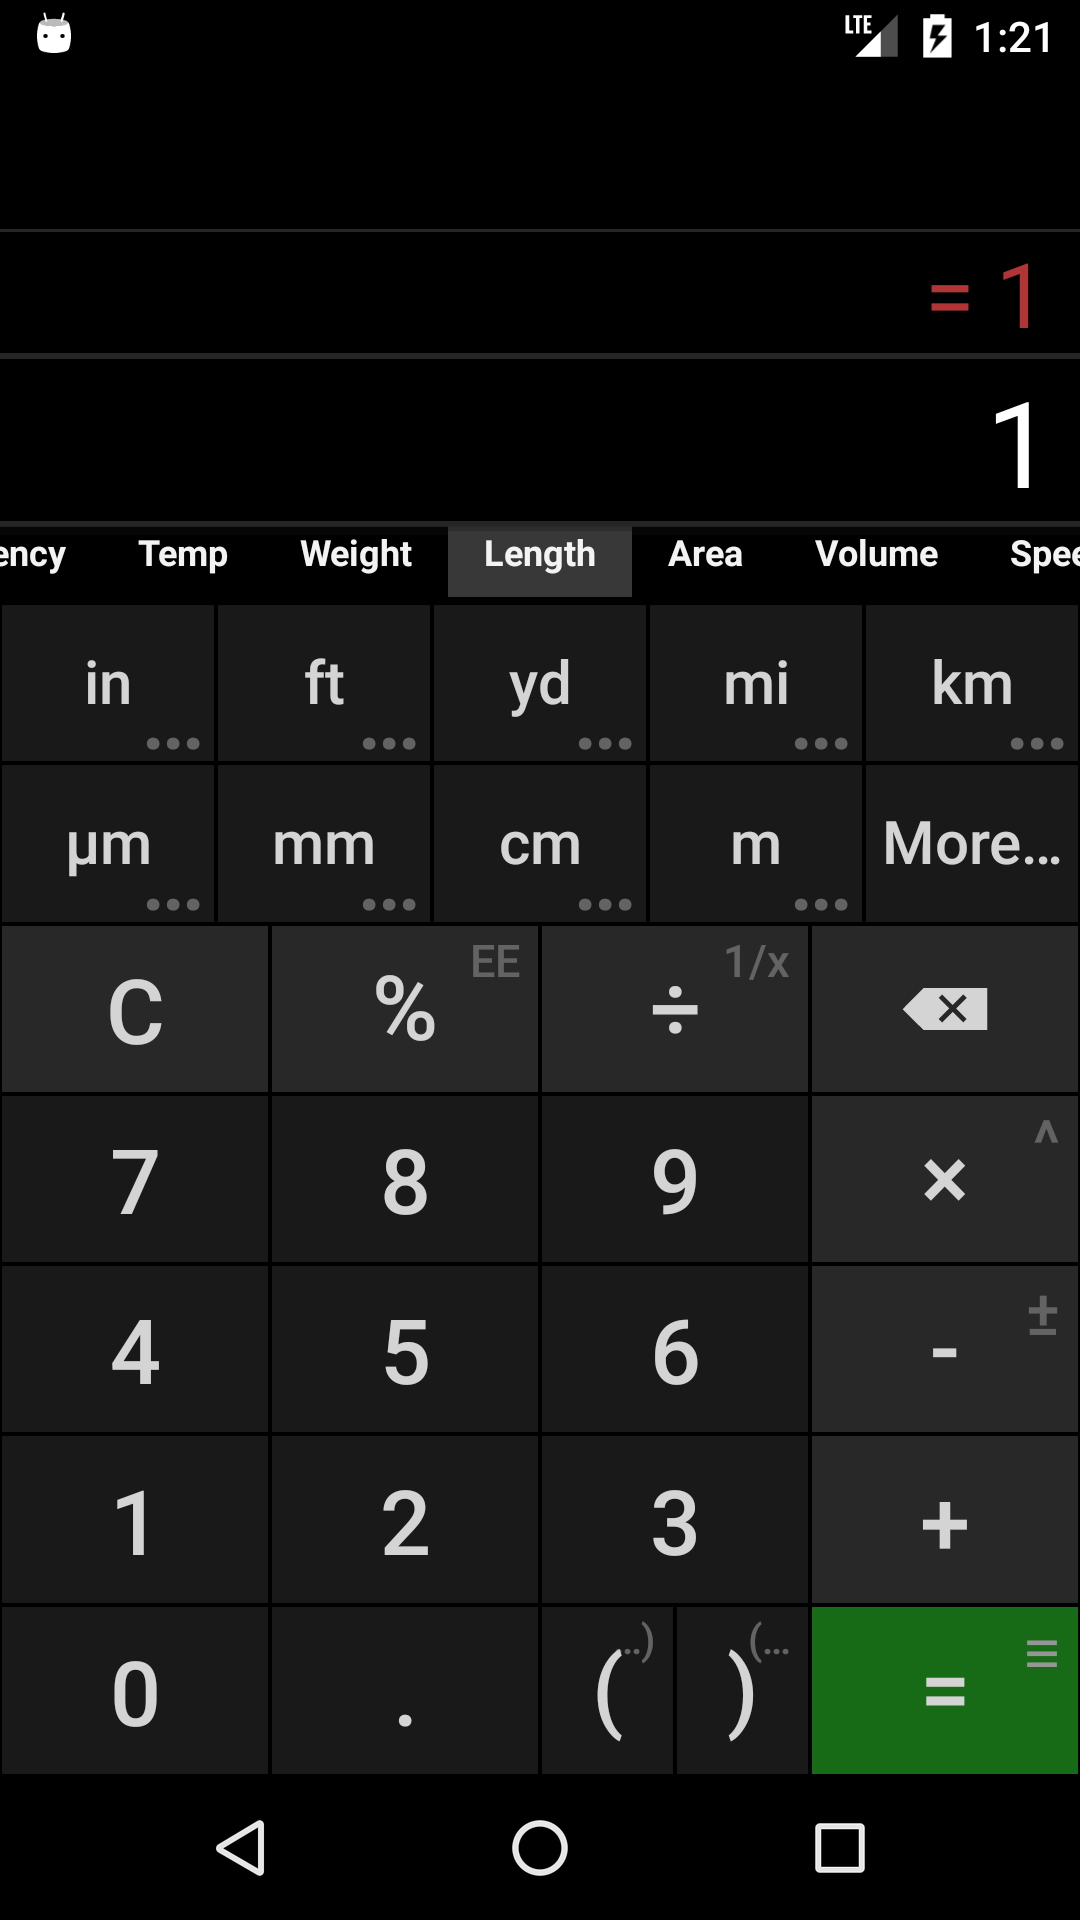 LTE 1:21
= 1
1
ency Temp Weight Length Area Volume Spee
in ft yd mi km
µm mm cm m More...
C % EE ÷ 1/x
7 8 9 × ^
4 5 6 - ±
1 2 3 +
0 . ( ..) ) (... =